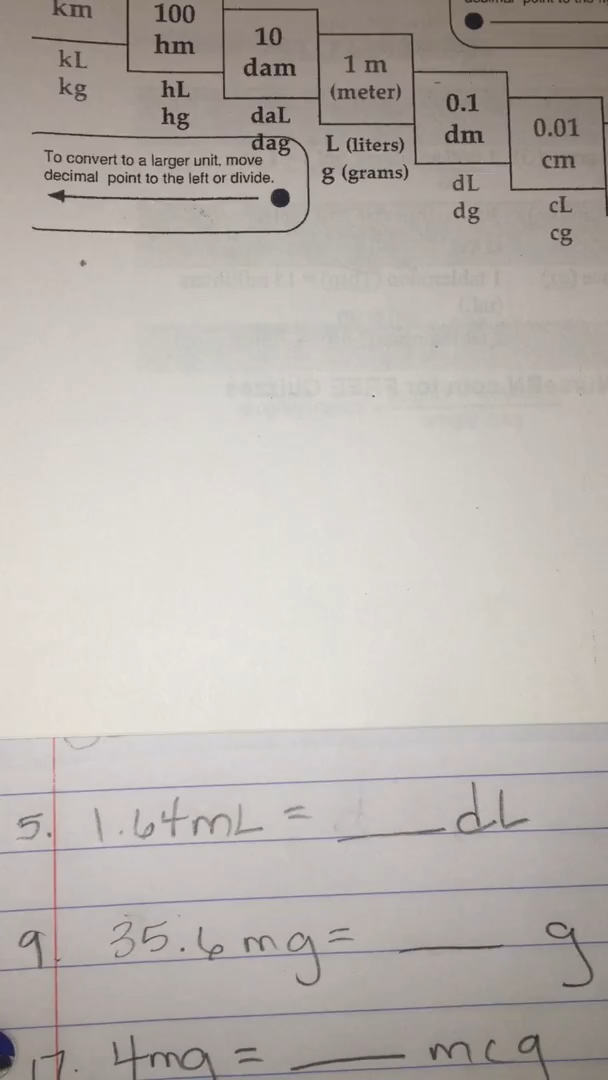 km
100
hm
10
dam
1 m
(meter)
0.1
dm
0.01
cm
kL
kg
hL
hg
daL
dag
L (liters)
g (grams)
dL
dg
cL
cg
To convert to a larger unit, move
decimal point to the left or divide.
5. 1.64mL = ___ dL
9. 35.6 mg = ___ g
17. 4mg = ___ mcg